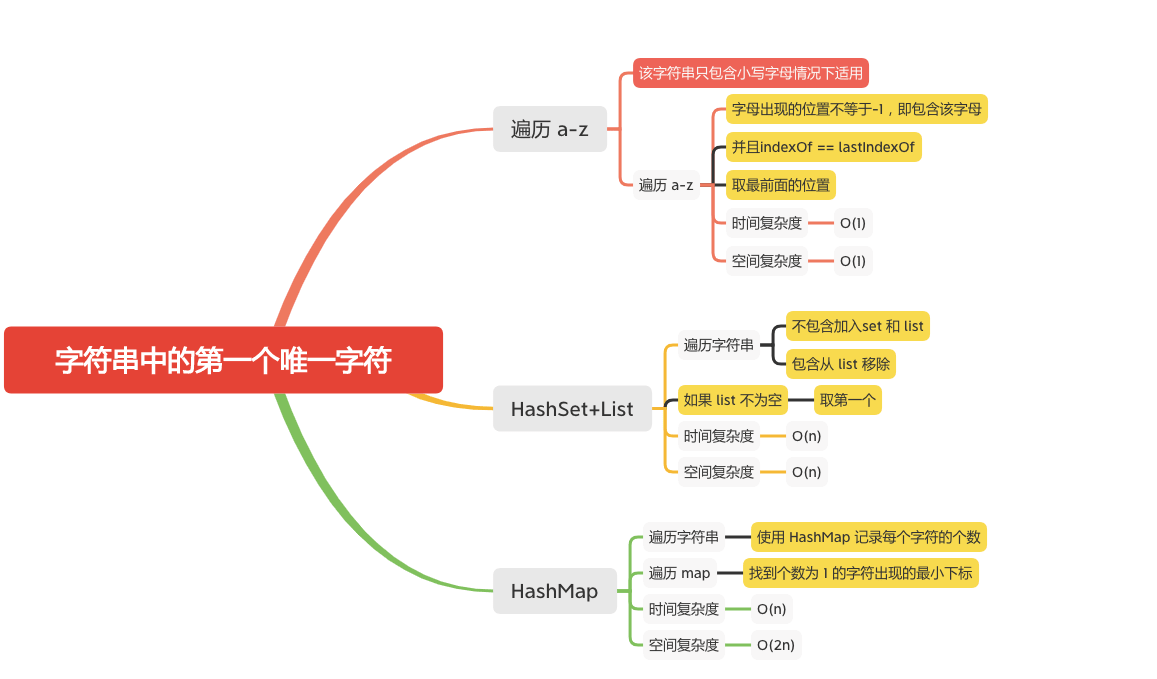 字符串中的第一个唯一字符
遍历 a-z
该字符串只包含小写字母情况下适用
遍历 a-z
字母出现的位置不等于-1，即包含该字母
并且indexOf == lastIndexOf
取最前面的位置
时间复杂度
O(1)
空间复杂度
O(1)
HashSet+List
遍历字符串
不包含加入set 和 list
包含从 list 移除
如果 list 不为空
取第一个
时间复杂度
O(n)
空间复杂度
O(n)
HashMap
遍历字符串
使用 HashMap 记录每个字符的个数
遍历 map
找到个数为 1 的字符出现的最小下标
时间复杂度
O(n)
空间复杂度
O(2n)